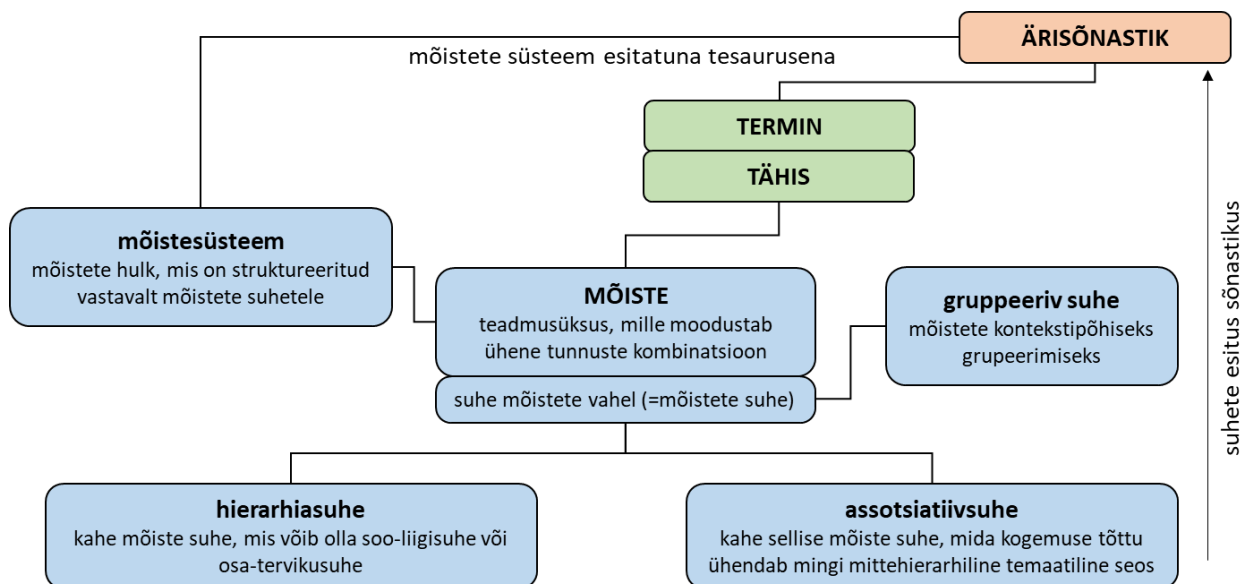 ÄRISÕNASTIK
mõistete süsteem esitatuna tesaurusena
TERMIN
TÄHIS
mõistesüsteem
mõistete hulk, mis on struktureeritud
vastavalt mõistete suhetele
MÕISTE
teadmusüksus, mille moodustab
ühene tunnuste kombinatsioon
suhe mõistete vahel (=mõistete suhe)
gruppeeriv suhe
mõistete kontekstipõhiseks
grupeerimiseks
suhete esitus sõnastikus
hierarhiasuhe
kahe mõiste suhe, mis võib olla soo-liigisuhe või
osa-tervikusuhe
assotsiatiivsuhe
kahe sellise mõiste suhe, mida kogemuse tõttu
ühendab mingi mittehierarhiline temaatiline seos